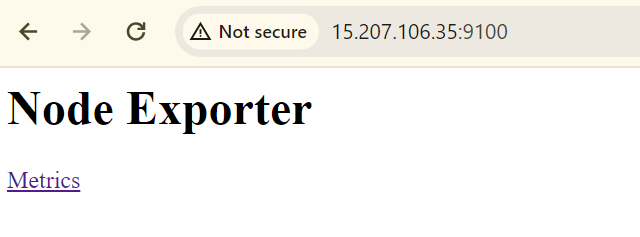 Not secure 15.207.106.35:9100
Node Exporter
Metrics